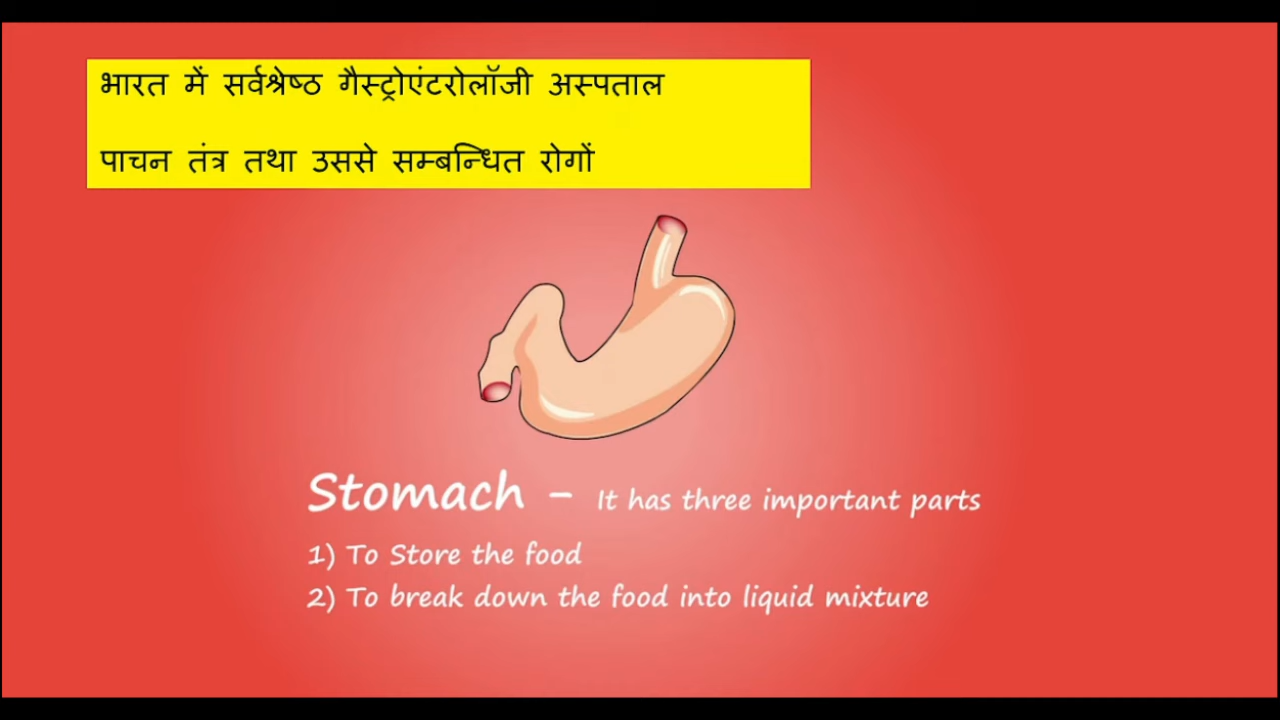 भारत में सर्वश्रेष्ठ गैस्ट्रोएंटरोलॉजी अस्पताल
पाचन तंत्र तथा उससे सम्बन्धित रोगों
Stomach - It has three important parts
1) To Store the food
2) To break down the food into liquid mixture